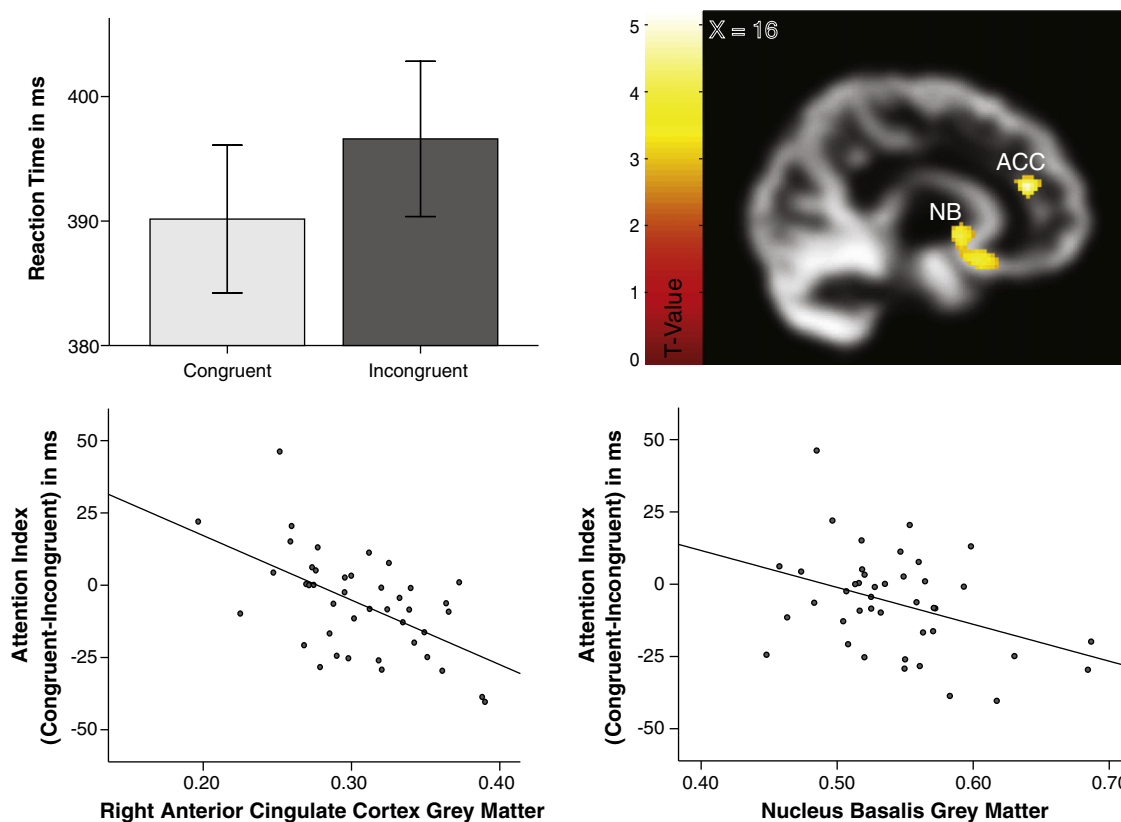 Reaction Time in ms
400
390
380
Congruent
Incongruent
5
4
3
2
1
0
T-Value
X = 16
ACC
NB
Attention Index
(Congruent-Incongruent) in ms
50
25
0
-25
-50
0.20
0.30
0.40
Right Anterior Cingulate Cortex Grey Matter
Attention Index
(Congruent-Incongruent) in ms
50
25
0
-25
-50
0.40
0.50
0.60
0.70
Nucleus Basalis Grey Matter